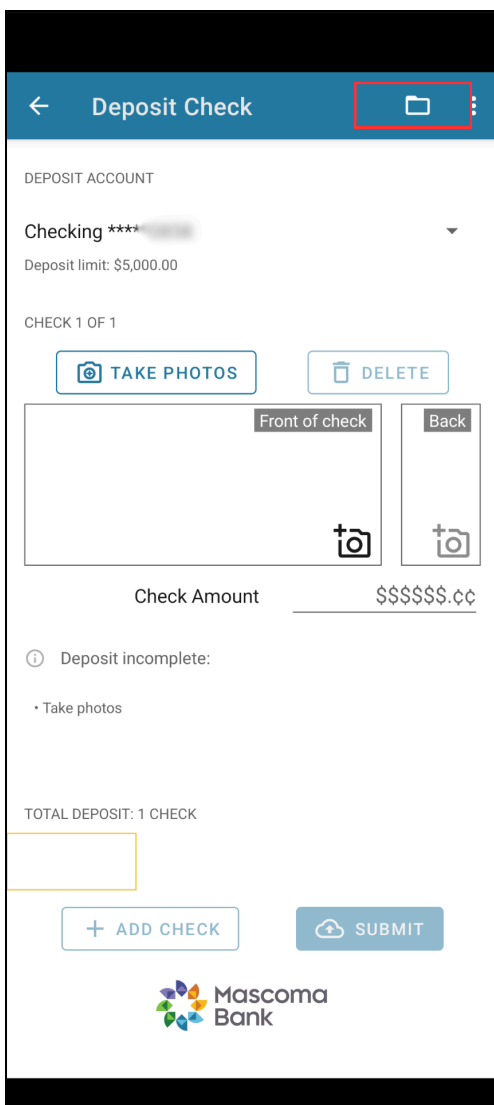 Deposit Check
DEPOSIT ACCOUNT
Checking ****
Deposit limit: $5,000.00
CHECK 1 OF 1
TAKE PHOTOS DELETE
Front of check Back
Check Amount $$$$$$.¢¢
Deposit incomplete:
• Take photos
TOTAL DEPOSIT: 1 CHECK
+ ADD CHECK SUBMIT
Mascoma
Bank